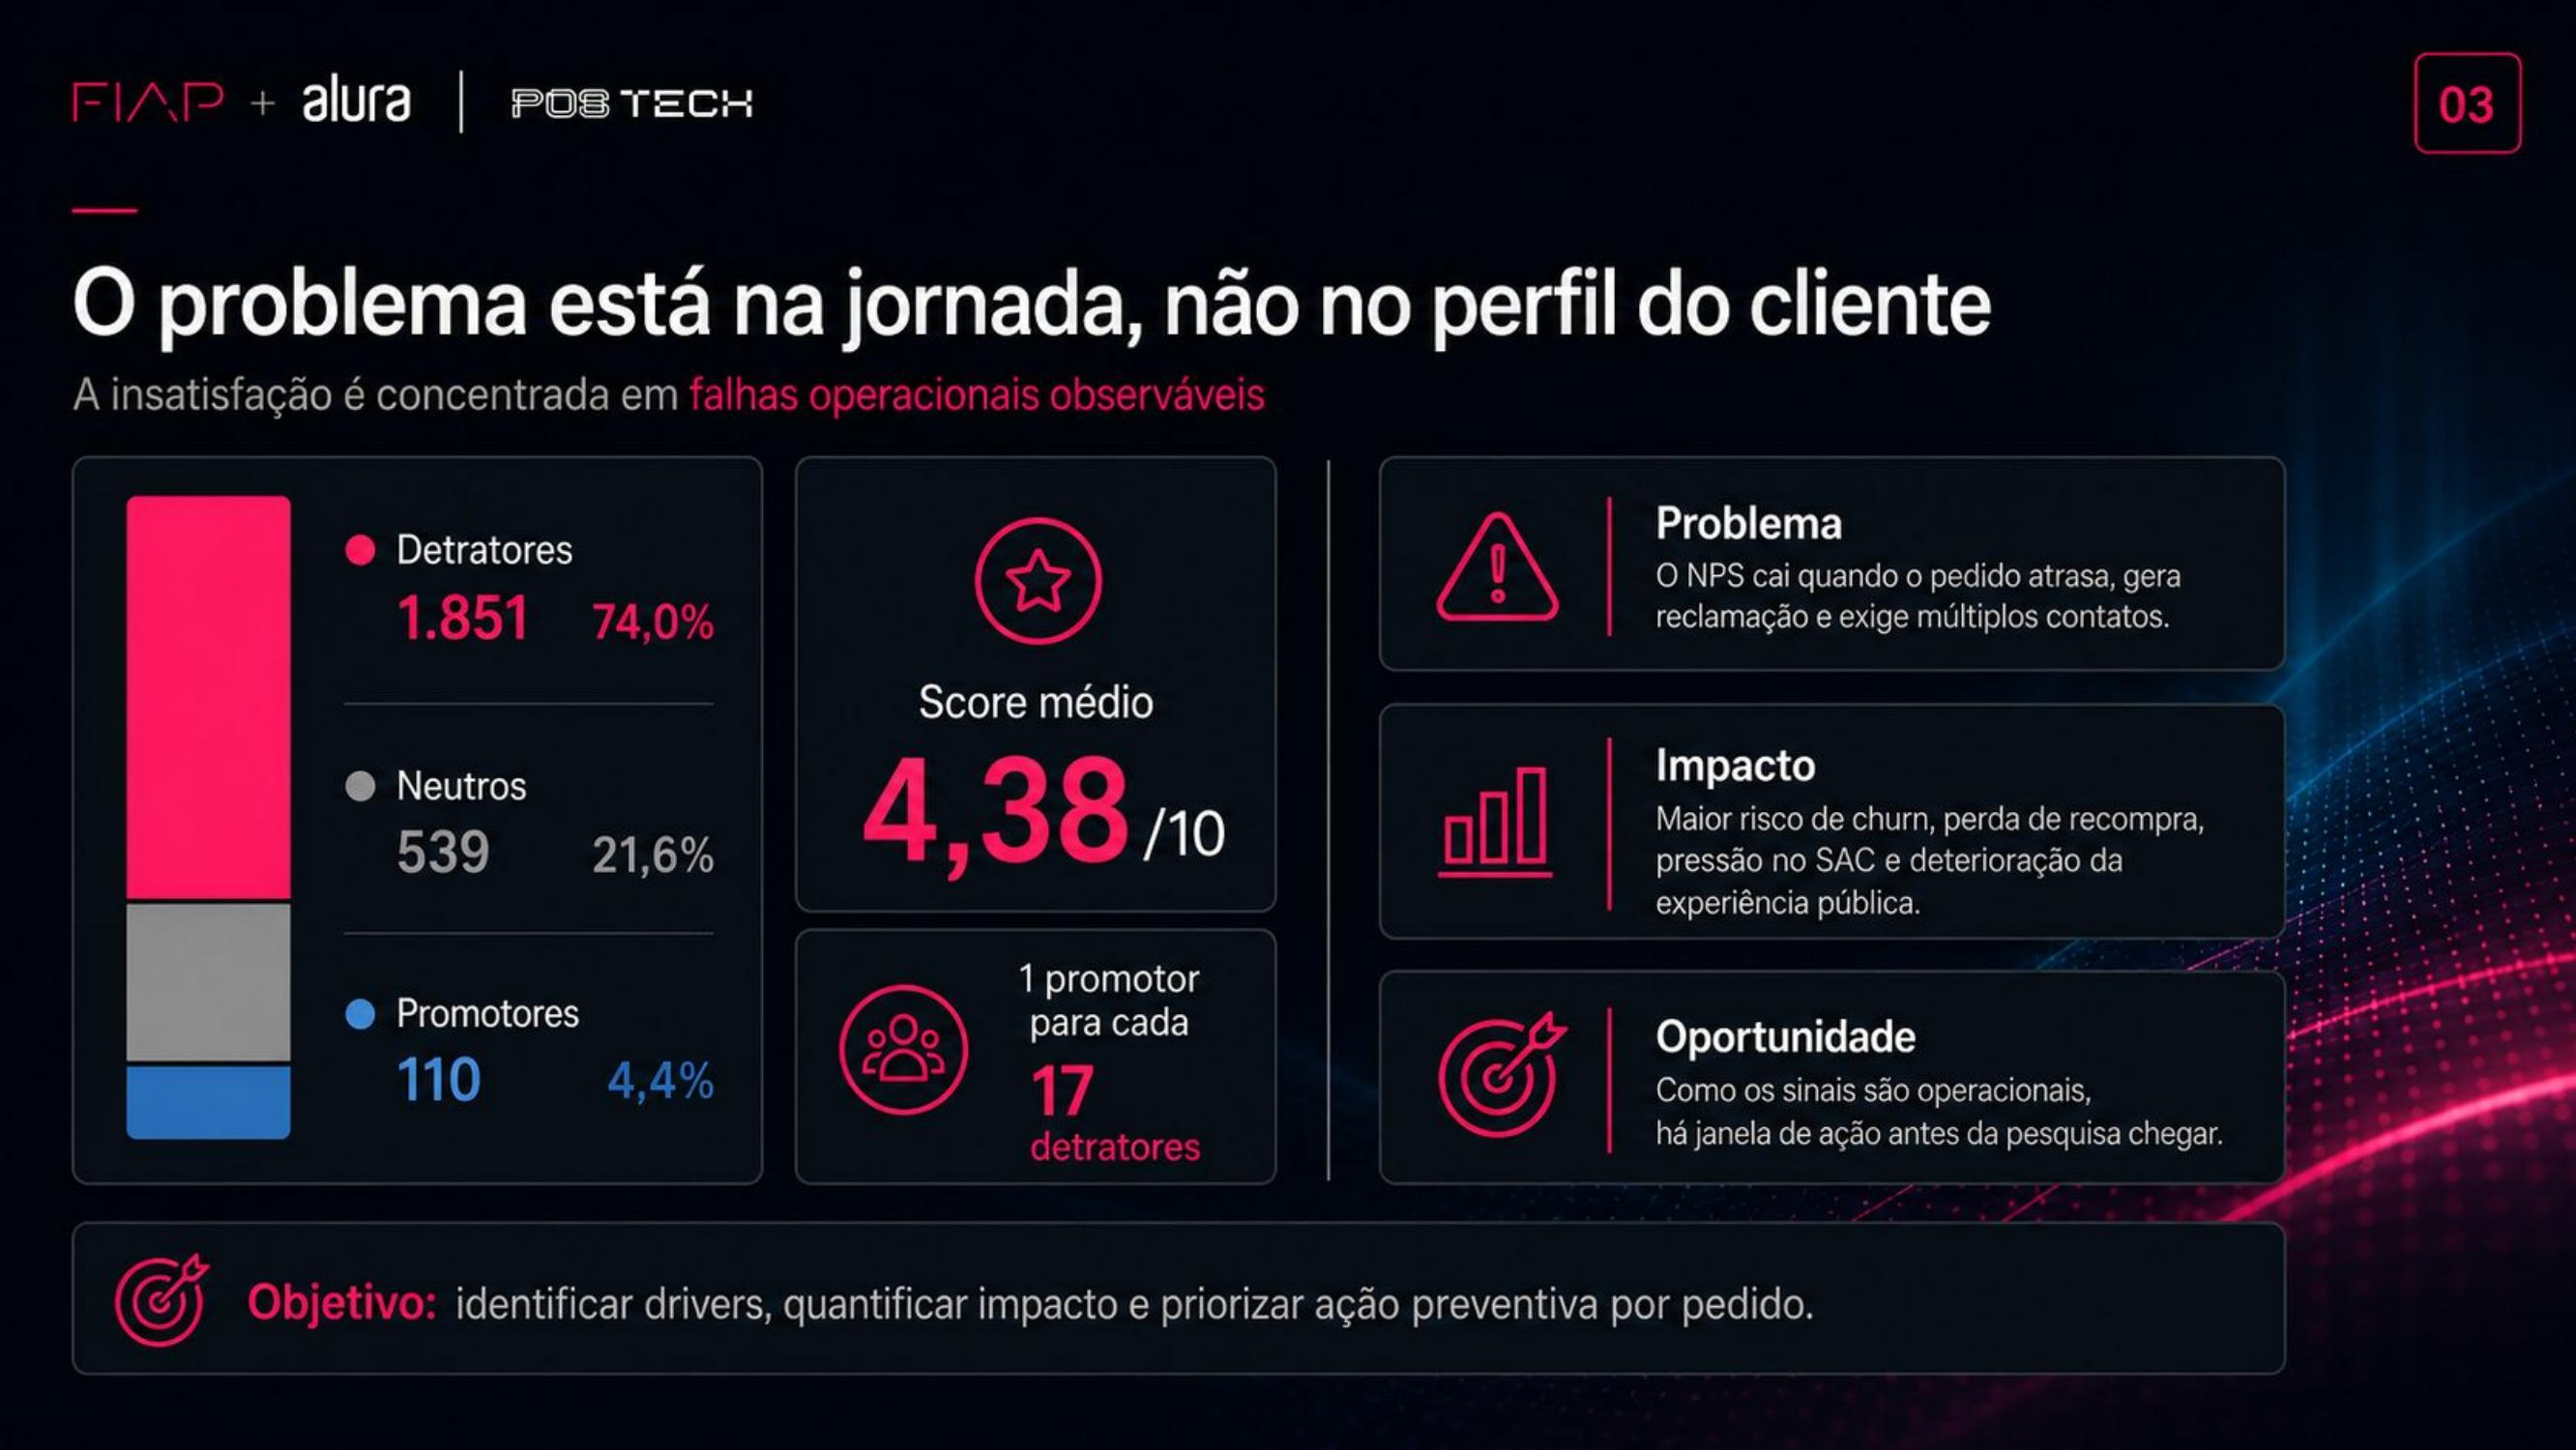 FIAP + alura | POS TECH
03
O problema está na jornada, não no perfil do cliente
A insatisfação é concentrada em falhas operacionais observáveis
Detratores
1.851 74,0%
Neutros
539 21,6%
Promotores
110 4,4%
Score médio
4,38 /10
1 promotor
para cada
17
detratores
Problema
O NPS cai quando o pedido atrasa, gera
reclamação e exige múltiplos contatos.
Impacto
Maior risco de churn, perda de recompra,
pressão no SAC e deterioração da
experiência pública.
Oportunidade
Como os sinais são operacionais,
há janela de ação antes da pesquisa chegar.
Objetivo: identificar drivers, quantificar impacto e priorizar ação preventiva por pedido.